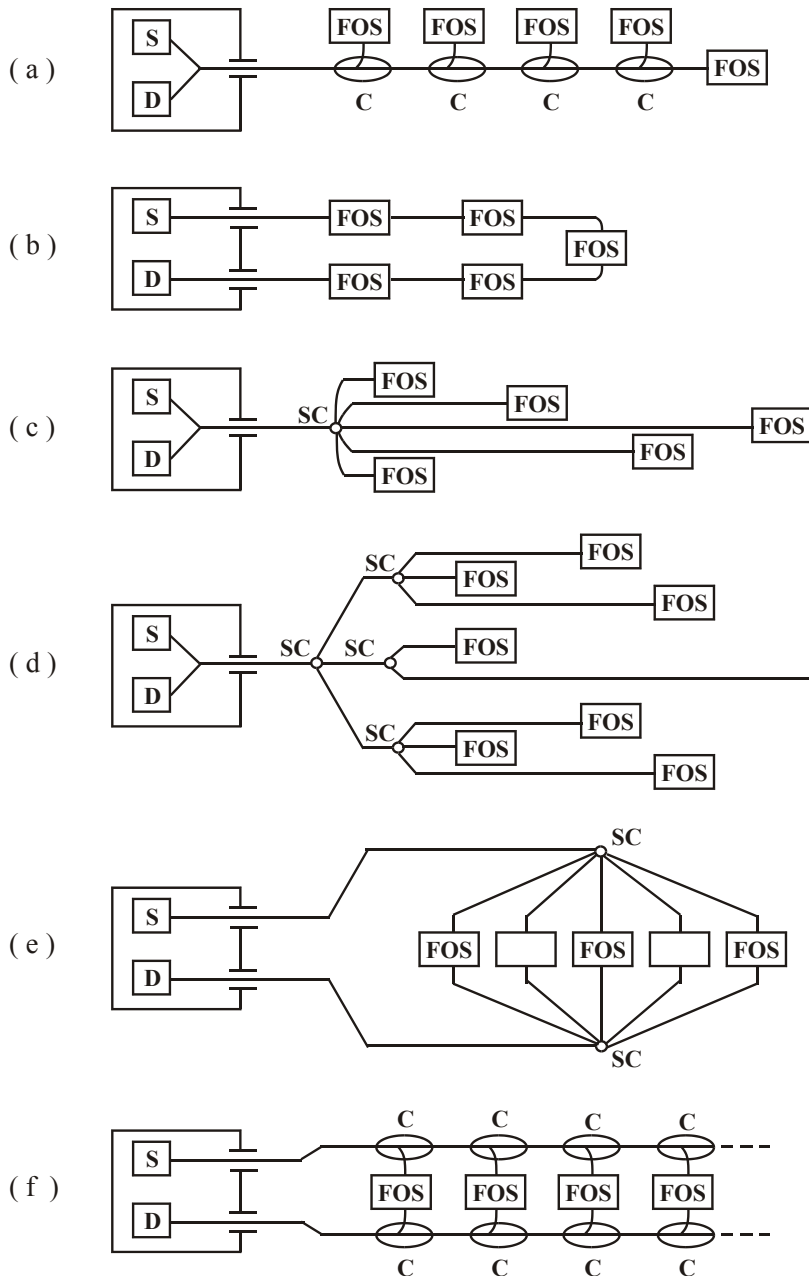 S FOS FOS FOS FOS
( a ) FOS
D C C C C
S FOS FOS
( b ) FOS
D FOS FOS
FOS
S SC FOS
( c ) FOS
D FOS
FOS
FOS
SC FOS
FOS
S SC SC FOS
( d )
D SC FOS
FOS
FOS
SC
S
( e ) FOS FOS FOS
D
SC
C C C C
S
( f ) FOS FOS FOS FOS
D
C C C C